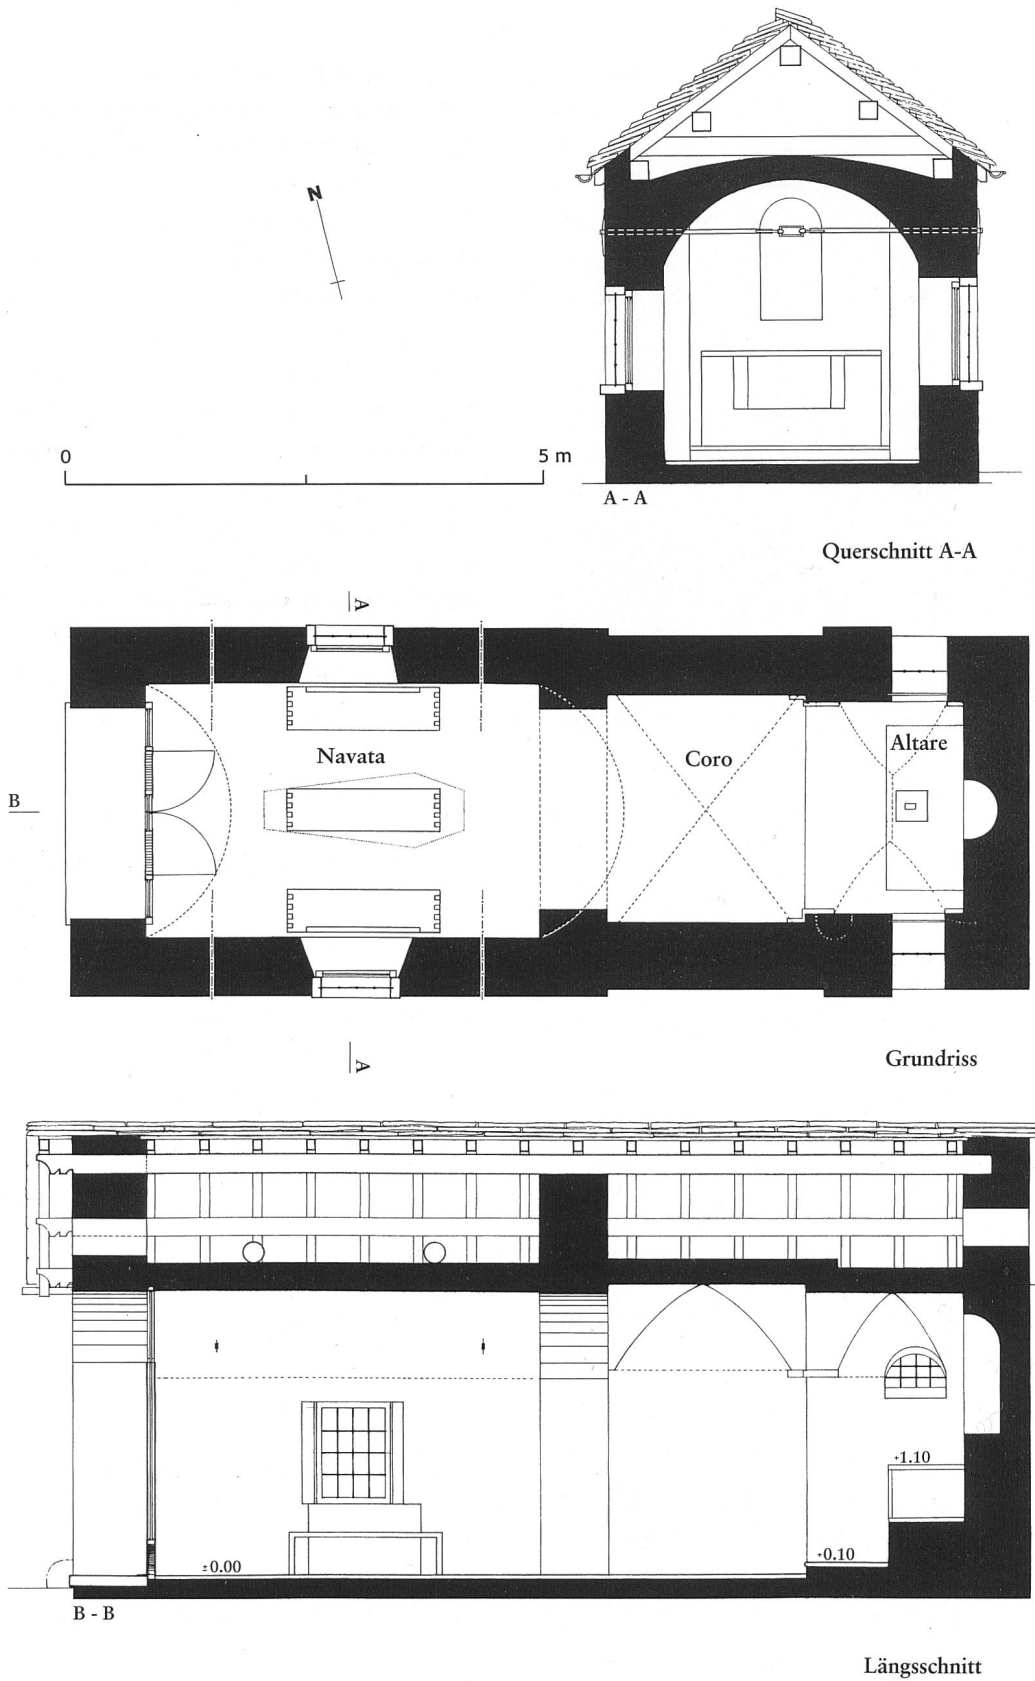 N
0 5 m
A - A
Querschnitt A-A
A
Navata
Coro
Altare
B
A
Grundriss
+1.10
±0.00
+0.10
B - B
Längsschnitt